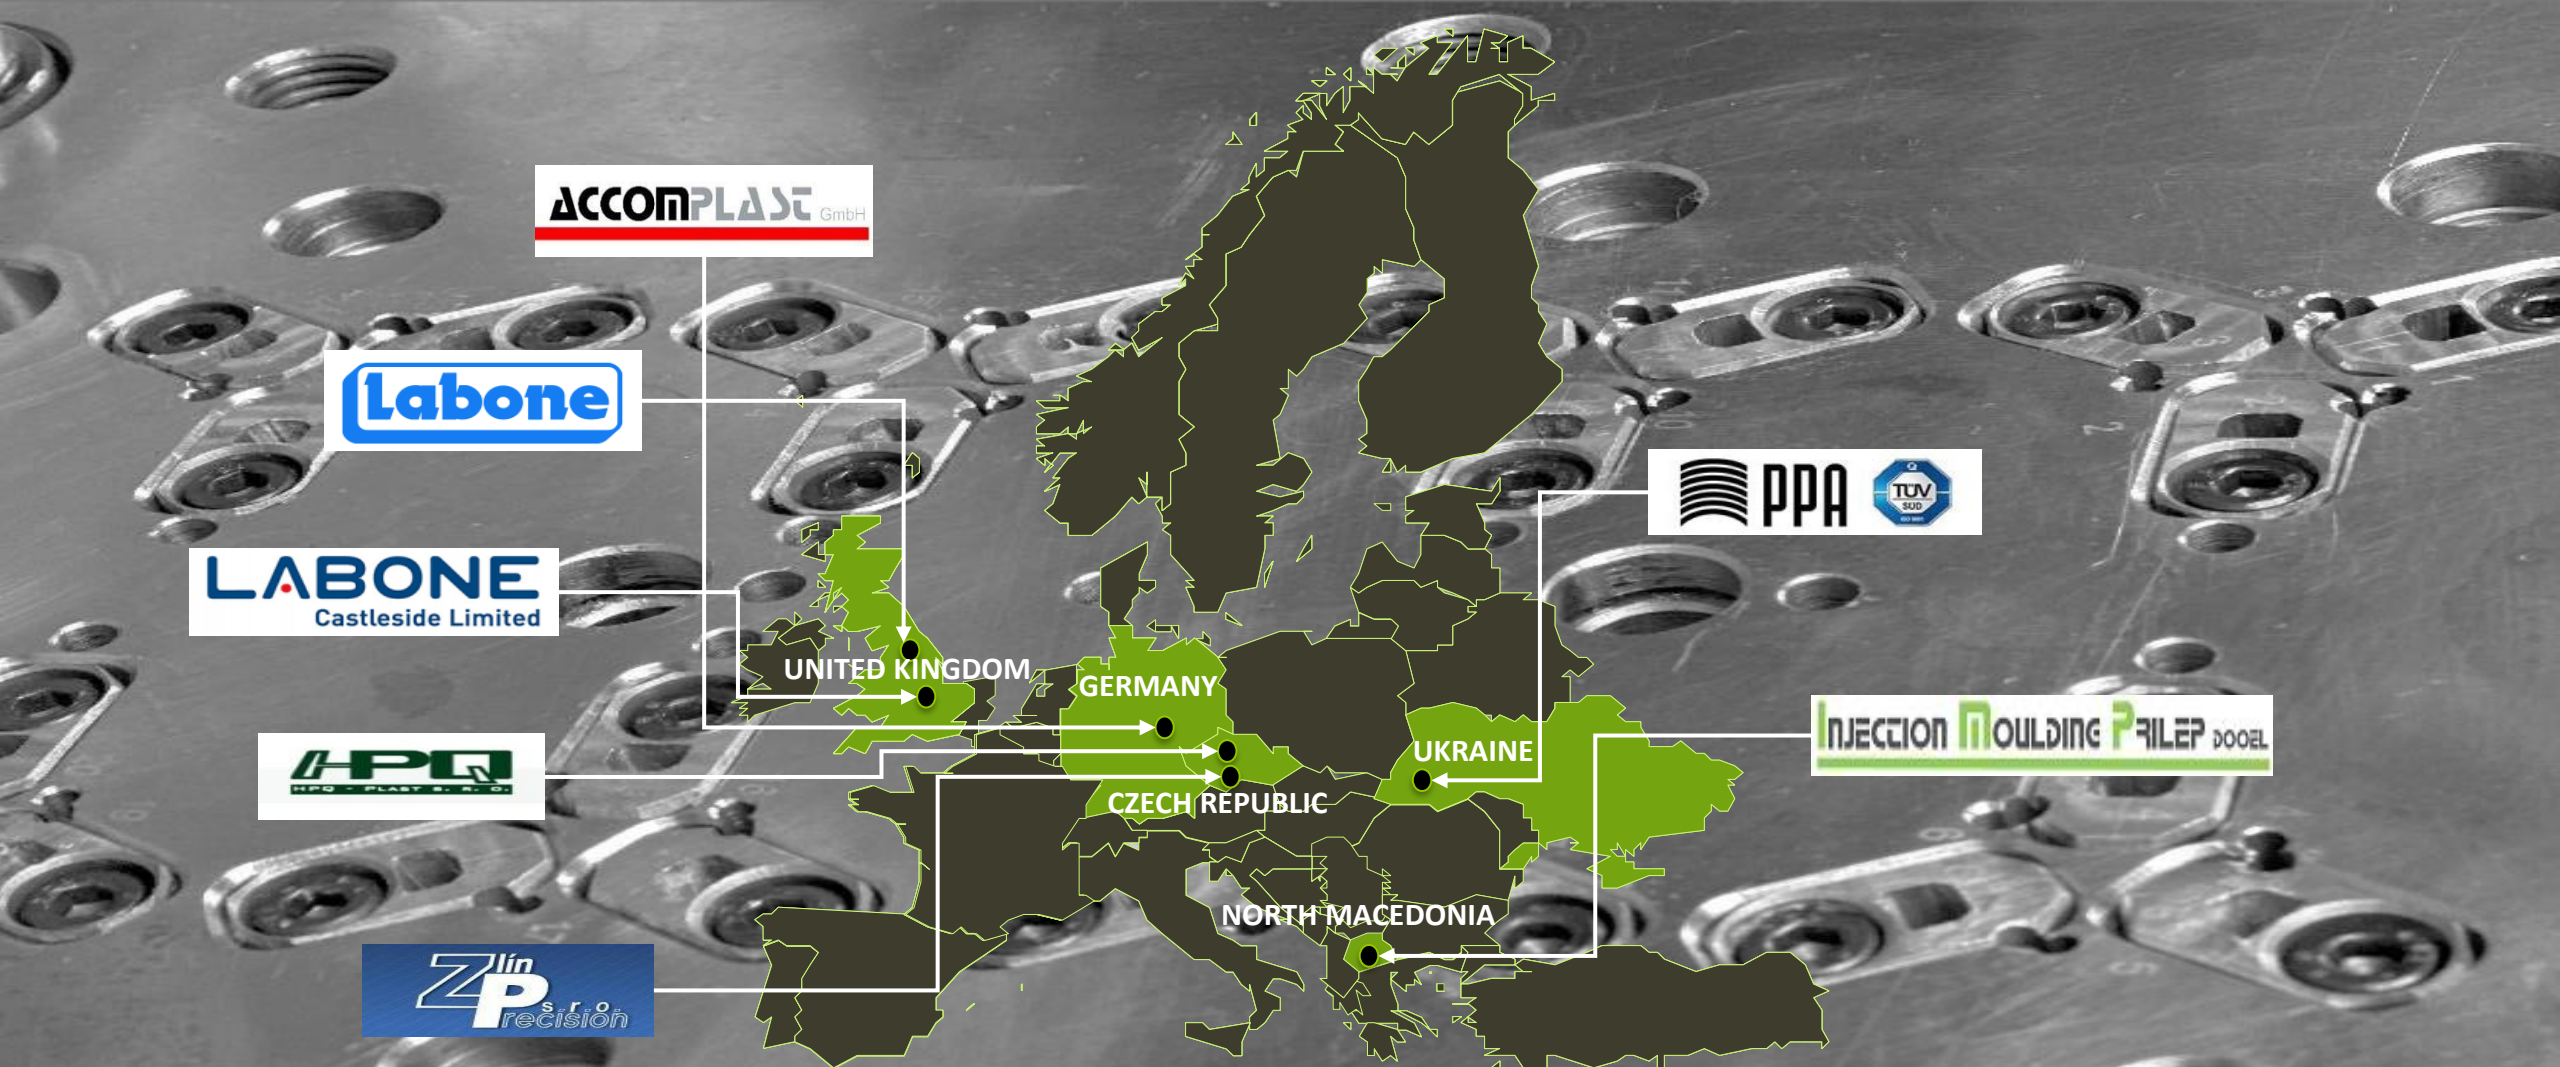 ACCOMPLAST GmbH
Labone
LABONE
Castleside Limited
HPQ
HPQ - PLAST S. R. O.
Zlín
Precision s.r.o.
PPA
Q
TÜV
SÜD
INJECTION MOULDING PRILEP DOOEL
UNITED KINGDOM
GERMANY
UKRAINE
CZECH REPUBLIC
NORTH MACEDONIA